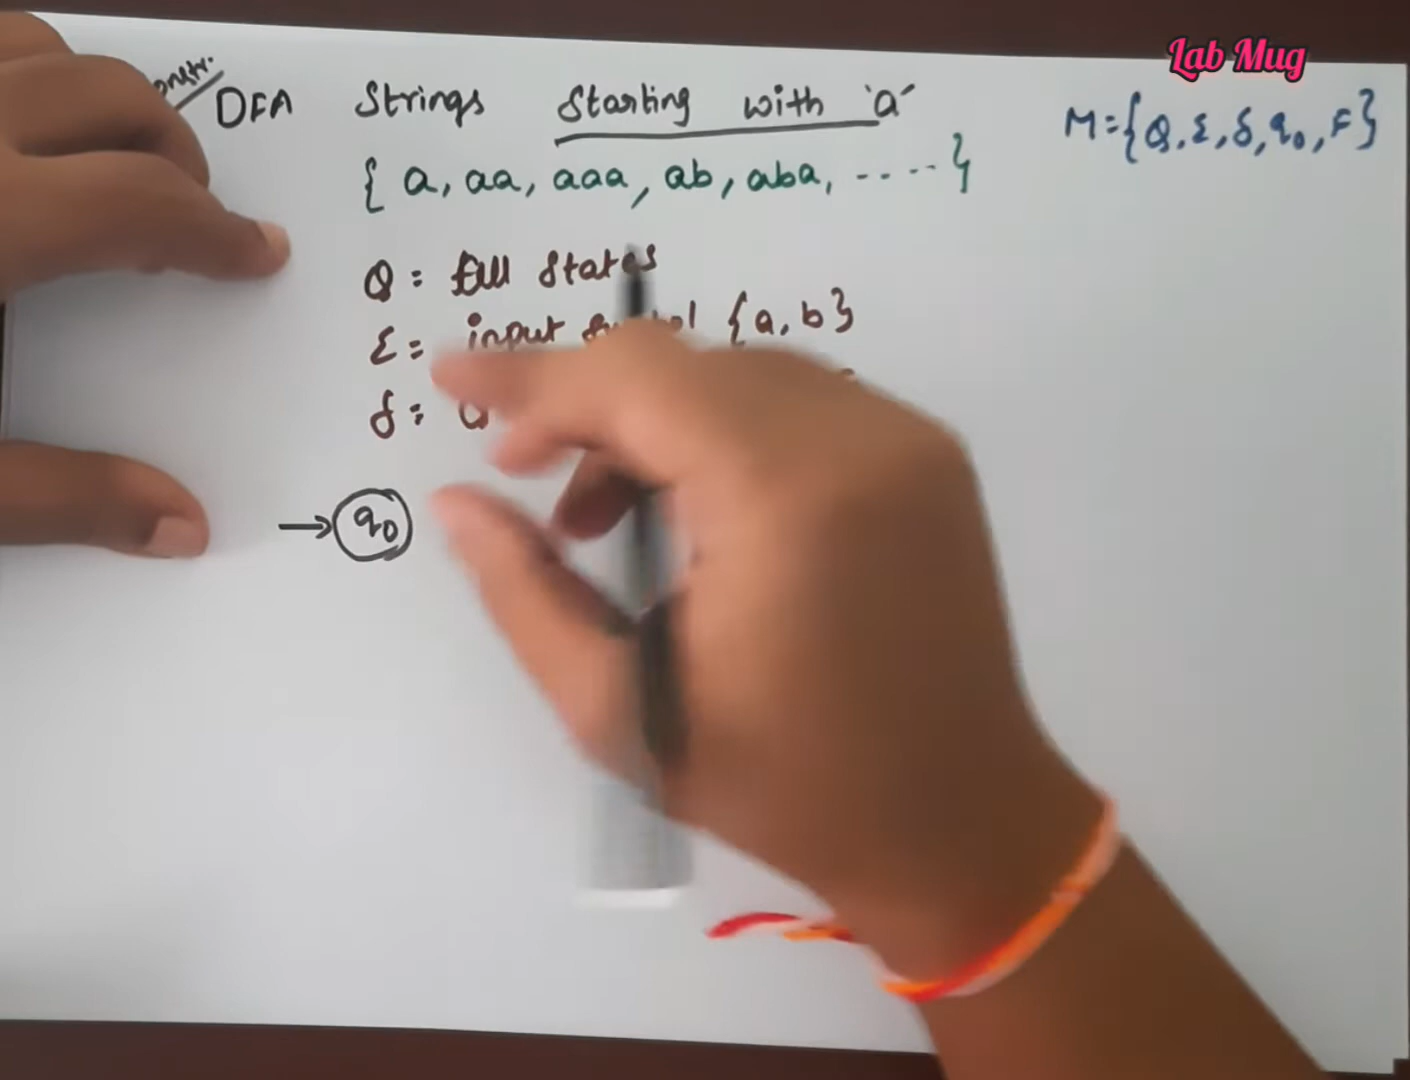 Lab Mug
DFA Strings Starting with 'a'
M={Q,Σ,δ,q0,F}
{ a, aa, aaa, ab, aba, ----}
Q = All States
Σ = input {a,b}
δ =
→ q0